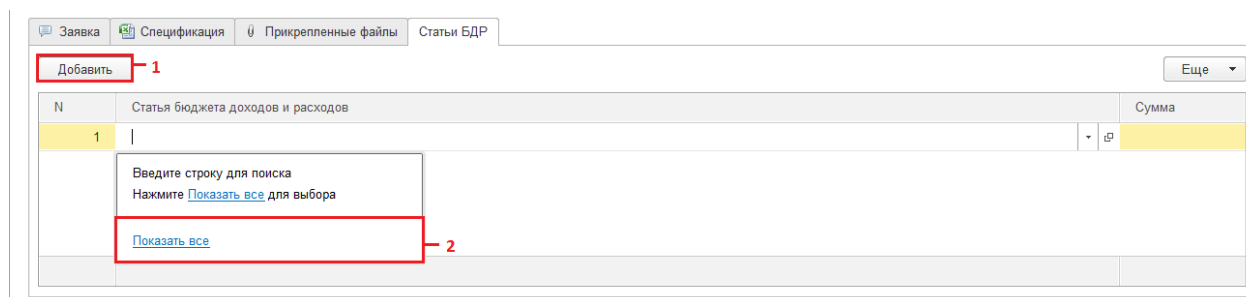 Заявка Спецификация Прикрепленные файлы Статьи БДР
Добавить 1 Еще
N Статья бюджета доходов и расходов Сумма
1
Введите строку для поиска
Нажмите Показать все для выбора
Показать все 2